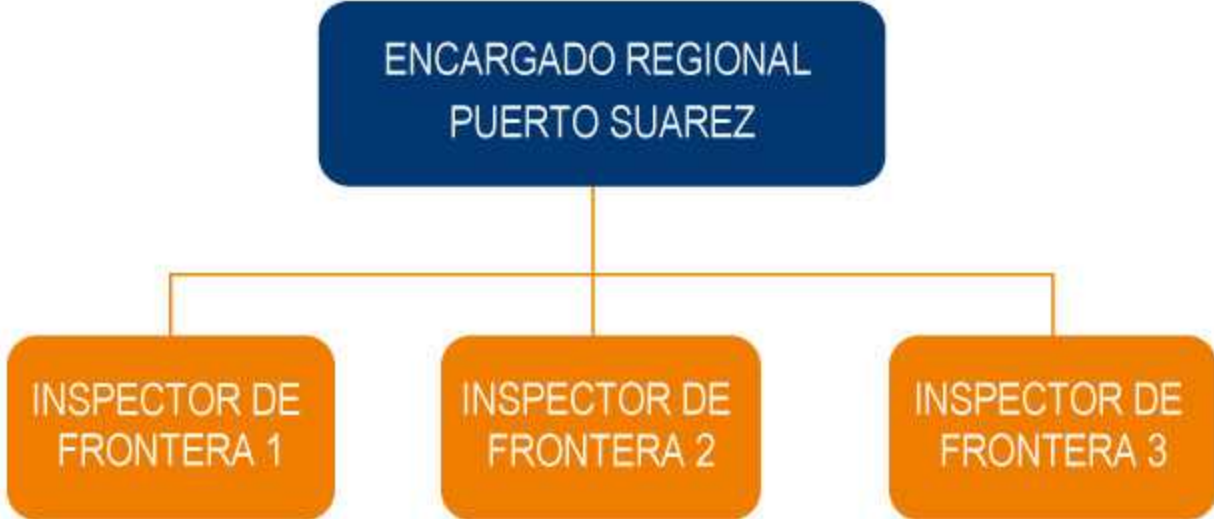 ENCARGADO REGIONAL
PUERTO SUAREZ
INSPECTOR DE
FRONTERA 1
INSPECTOR DE
FRONTERA 2
INSPECTOR DE
FRONTERA 3